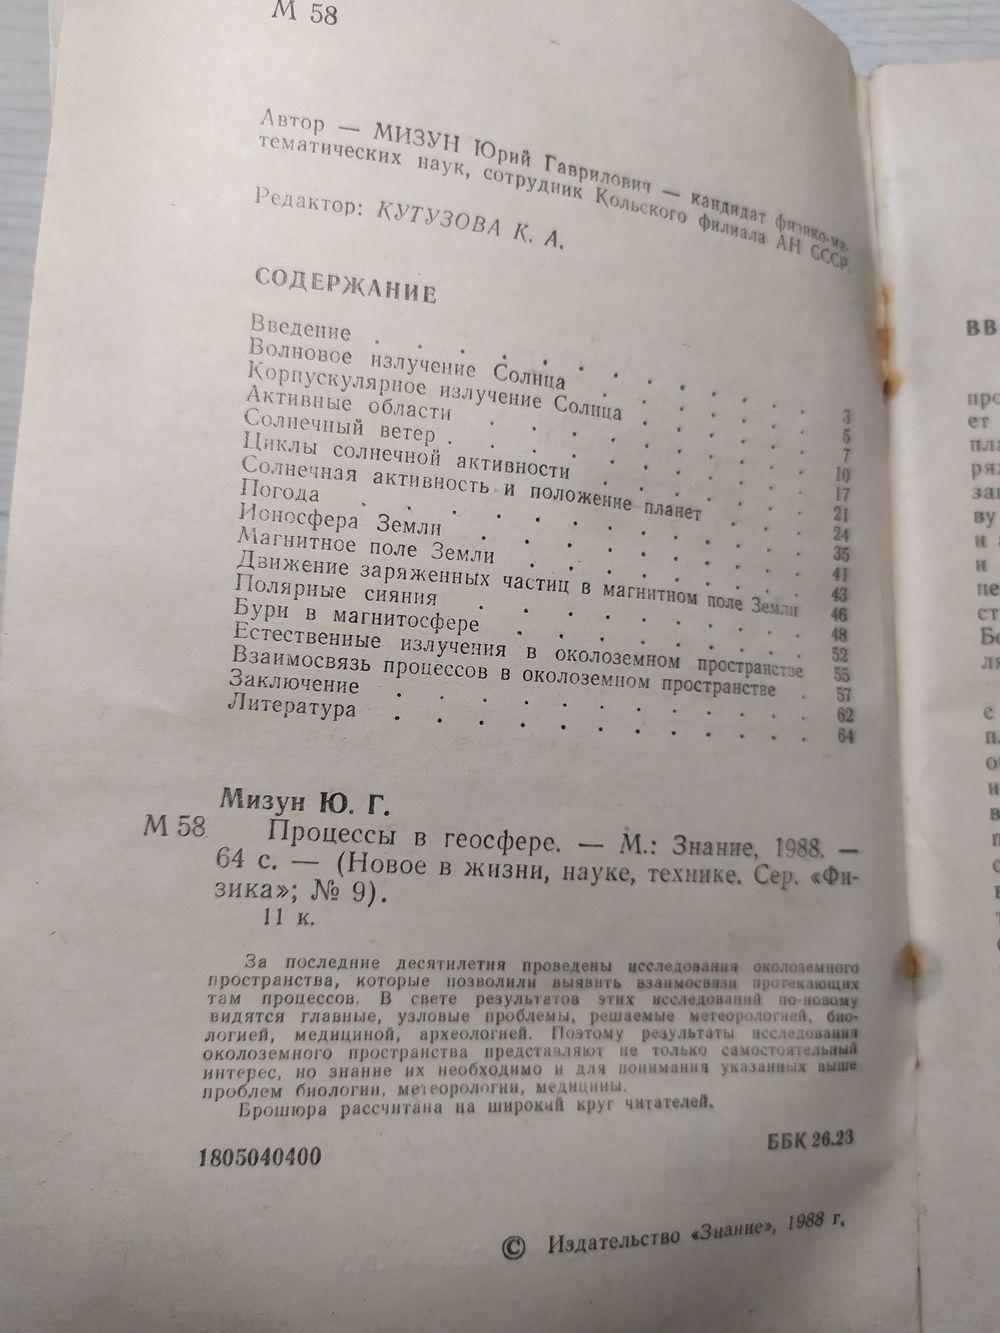 М 58
Автор — МИЗУН Юрий Гаврилович — кандидат физико-ма-
тематических наук, сотрудник Кольского филиала АН СССР.
Редактор: КУТУЗОВА К. А.
СОДЕРЖАНИЕ
Введение . . . . . . . . . . . . 3
Волновое излучение Солнца . . . . . . 5
Корпускулярное излучение Солнца . . . . . 7
Активные области . . . . . . . . . 10
Солнечный ветер . . . . . . . . . . 17
Циклы солнечной активности . . . . . . 21
Солнечная активность и положение планет . . . 24
Погода . . . . . . . . . . . . 35
Ионосфера Земли . . . . . . . . . 41
Магнитное поле Земли . . . . . . . . 43
Движение заряженных частиц в магнитном поле Земли 46
Полярные сияния . . . . . . . . . 48
Бури в магнитосфере . . . . . . . . 52
Естественные излучения в околоземном пространстве 55
Взаимосвязь процессов в околоземном пространстве . 57
Заключение . . . . . . . . . . . 62
Литература . . . . . . . . . . . 64
Мизун Ю. Г.
М 58 Процессы в геосфере. — М.: Знание, 1988. —
64 с. — (Новое в жизни, науке, технике. Сер. «Фи-
зика»; № 9).
11 к.
За последние десятилетия проведены исследования околоземного
пространства, которые позволили выявить взаимосвязи протекающих
там процессов. В свете результатов этих исследований по-новому
видятся главные, узловые проблемы, решаемые метеорологией, био-
логией, медициной, археологией. Поэтому результаты исследования
околоземного пространства представляют не только самостоятельный
интерес, но знание их необходимо и для понимания указанных выше
проблем биологии, метеорологии, медицины.
Брошюра рассчитана на широкий круг читателей.
1805040400
ББК 26.23
© Издательство «Знание», 1988 г.
ВВ
про
ет
пла
ву
и
и
пе
ст
с